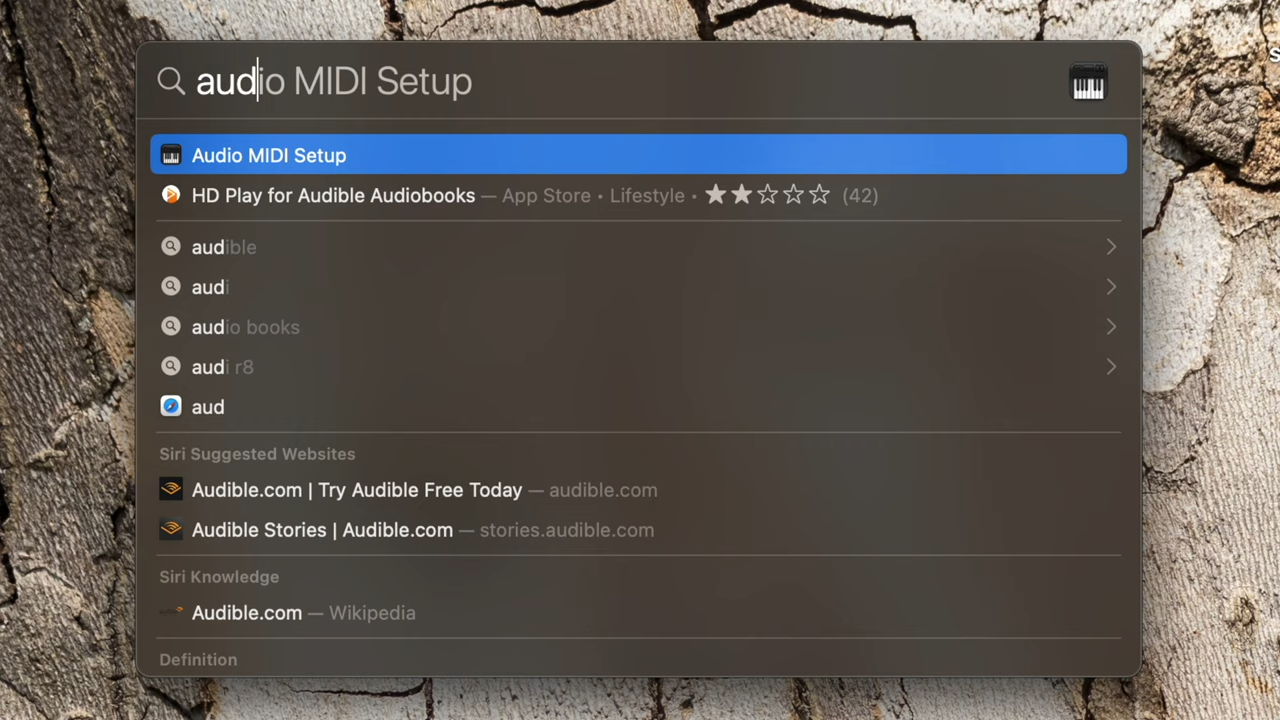 audio MIDI Setup
Audio MIDI Setup
HD Play for Audible Audiobooks — App Store • Lifestyle • ★★☆☆☆ (42)
audible
audi
audio books
audi r8
aud
Siri Suggested Websites
Audible.com | Try Audible Free Today — audible.com
Audible Stories | Audible.com — stories.audible.com
Siri Knowledge
Audible.com — Wikipedia
Definition